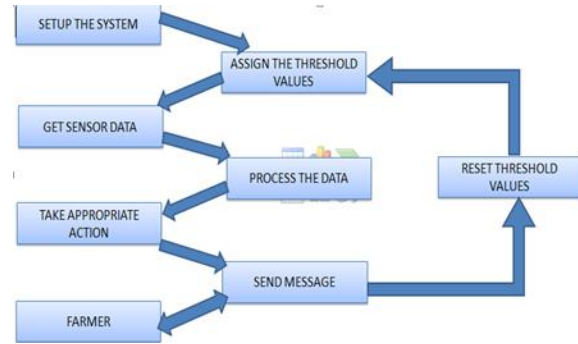 SETUP THE SYSTEM
ASSIGN THE THRESHOLD
VALUES
GET SENSOR DATA
PROCESS THE DATA
RESET THRESHOLD
VALUES
TAKE APPROPRIATE
ACTION
SEND MESSAGE
FARMER